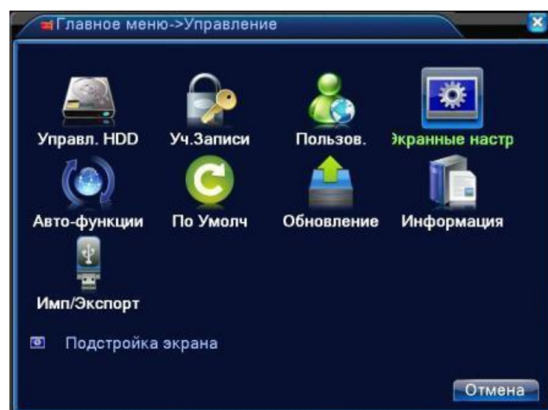 Главное меню->Управление
Управл. HDD Уч.Записи Пользов. Экранные настр
Авто-функции По Умолч Обновление Информация
Имп/Экспорт
Подстройка экрана
Отмена